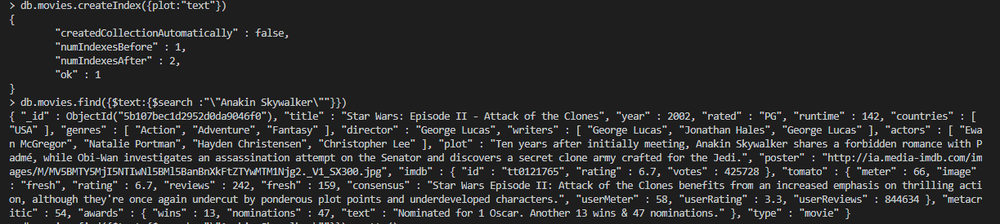 > db.movies.createIndex({plot:"text"})
{
"createdCollectionAutomatically" : false,
"numIndexesBefore" : 1,
"numIndexesAfter" : 2,
"ok" : 1
}
> db.movies.find({$text:{$search :"\"Anakin Skywalker\""}})
{ "_id" : ObjectId("5b107bec1d2952d0da9046f0"), "title" : "Star Wars: Episode II - Attack of the Clones", "year" : 2002, "rated" : "PG", "runtime" : 142, "countries" : [
"USA" ], "genres" : [ "Action", "Adventure", "Fantasy" ], "director" : "George Lucas", "writers" : [ "George Lucas", "Jonathan Hales", "George Lucas" ], "actors" : [ "Ewa
n McGregor", "Natalie Portman", "Hayden Christensen", "Christopher Lee" ], "plot" : "Ten years after initially meeting, Anakin Skywalker shares a forbidden romance with P
admé, while Obi-Wan investigates an assassination attempt on the Senator and discovers a secret clone army crafted for the Jedi.", "poster" : "http://ia.media-imdb.com/im
ages/M/MV5BMTY5MjI5NTIwNl5BMl5BanBnXkFtZTYwMTM1Njg2._V1_SX300.jpg", "imdb" : { "id" : "tt0121765", "rating" : 6.7, "votes" : 425728 }, "tomato" : { "meter" : 66, "image"
: "fresh", "rating" : 6.7, "reviews" : 242, "fresh" : 159, "consensus" : "Star Wars Episode II: Attack of the Clones benefits from an increased emphasis on thrilling acti
on, although they're once again undercut by ponderous plot points and underdeveloped characters.", "userMeter" : 58, "userRating" : 3.3, "userReviews" : 844634 }, "metacr
itic" : 54, "awards" : { "wins" : 13, "nominations" : 47, "text" : "Nominated for 1 Oscar. Another 13 wins & 47 nominations." }, "type" : "movie" }